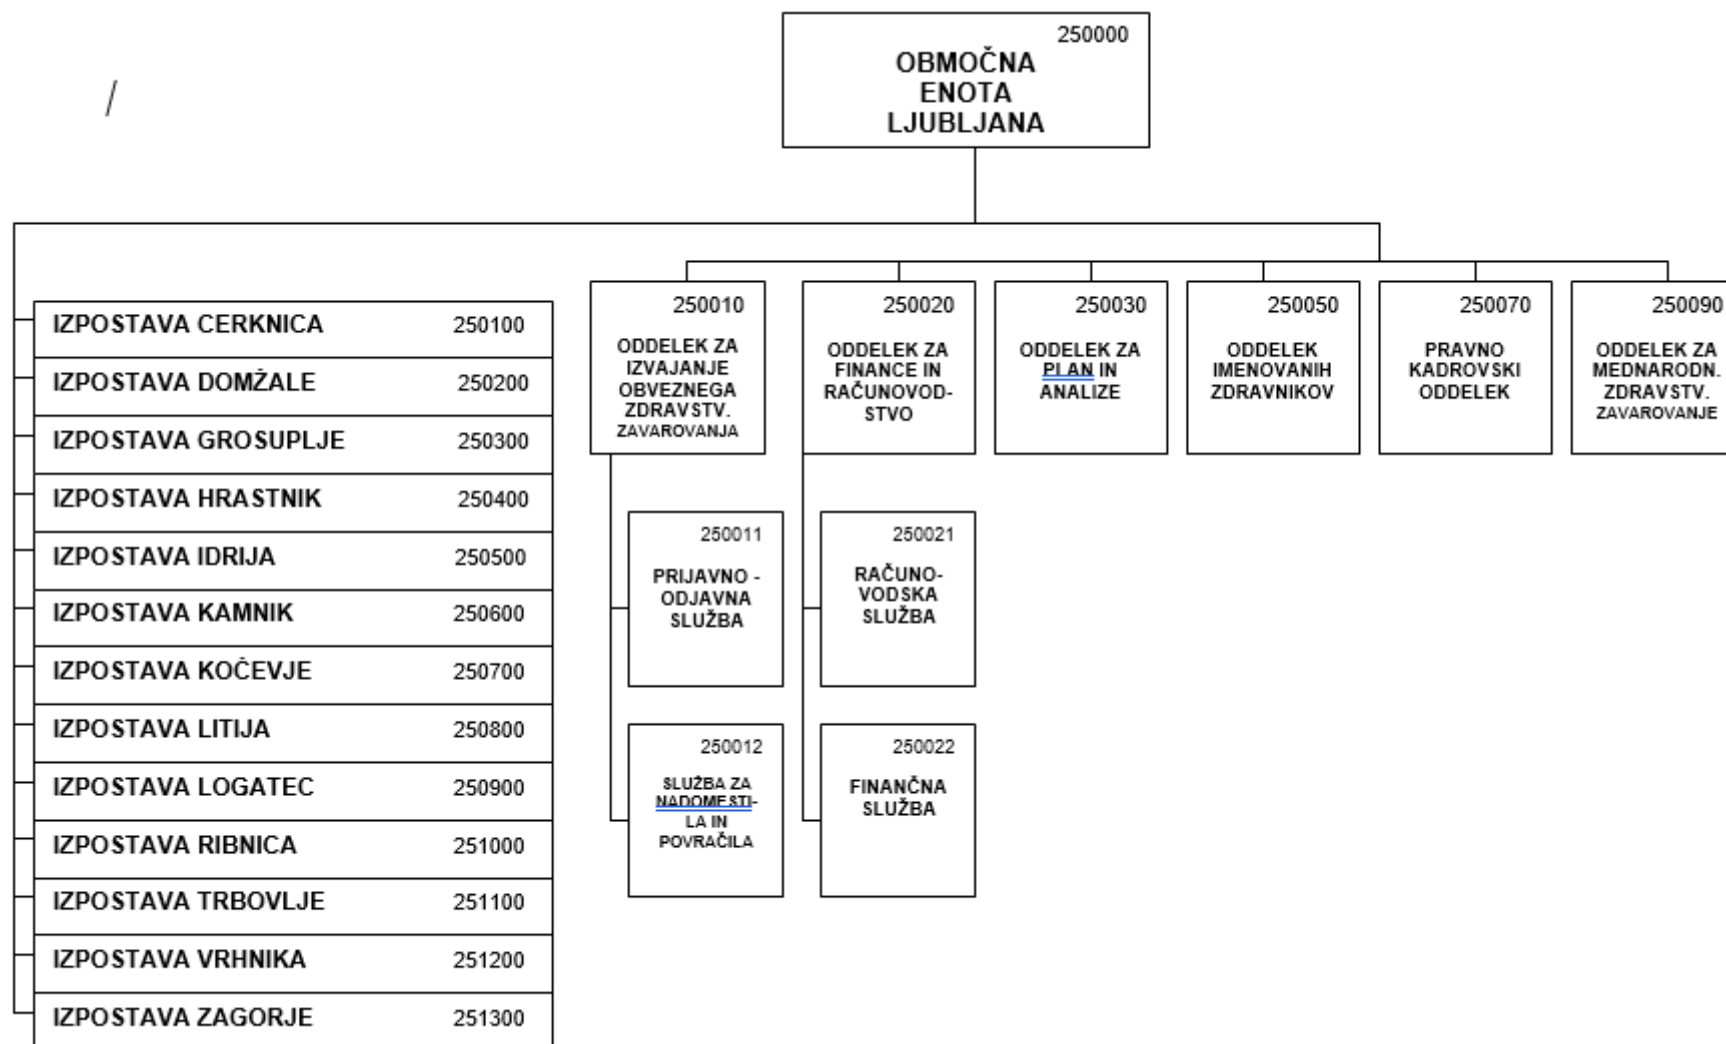 /
250000
OBMOČNA
ENOTA
LJUBLJANA
IZPOSTAVA CERKNICA 250100
IZPOSTAVA DOMŽALE 250200
IZPOSTAVA GROSUPLJE 250300
IZPOSTAVA HRASTNIK 250400
IZPOSTAVA IDRIJA 250500
IZPOSTAVA KAMNIK 250600
IZPOSTAVA KOČEVJE 250700
IZPOSTAVA LITIJA 250800
IZPOSTAVA LOGATEC 250900
IZPOSTAVA RIBNICA 251000
IZPOSTAVA TRBOVLJE 251100
IZPOSTAVA VRHNIKA 251200
IZPOSTAVA ZAGORJE 251300
250010
ODDELEK ZA
IZVAJANJE
OBVEZNEGA
ZDRAVSTV.
ZAVAROVANJA
250011
PRIJAVNO -
ODJAVNA
SLUŽBA
250012
SLUŽBA ZA
NADOMESTI-
LA IN
POVRAČILA
250020
ODDELEK ZA
FINANCE IN
RAČUNOVOD-
STVO
250021
RAČUNO-
VODSKA
SLUŽBA
250022
FINANČNA
SLUŽBA
250030
ODDELEK ZA
PLAN IN
ANALIZE
250050
ODDELEK
IMENOVANIH
ZDRAVNIKOV
250070
PRAVNO
KADROVSKI
ODDELEK
250090
ODDELEK ZA
MEDNARODN.
ZDRAVSTV.
ZAVAROVANJE